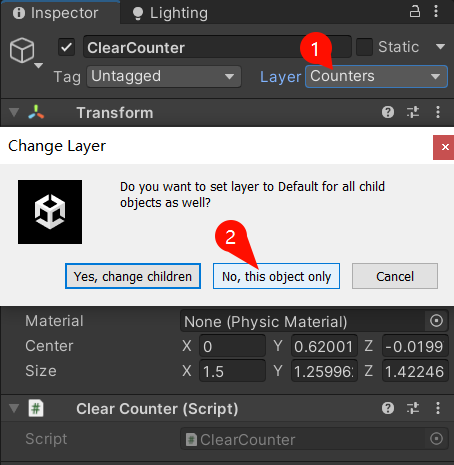 Inspector
Lighting
ClearCounter
Static
1
Tag Untagged
Layer Counters
Transform
Change Layer
Do you want to set layer to Default for all child
objects as well?
2
Yes, change children
No, this object only
Cancel
Material None (Physic Material)
Center X 0 Y 0.62001 Z -0.0199
Size X 1.5 Y 1.25996 Z 1.42246
# Clear Counter (Script)
Script # ClearCounter